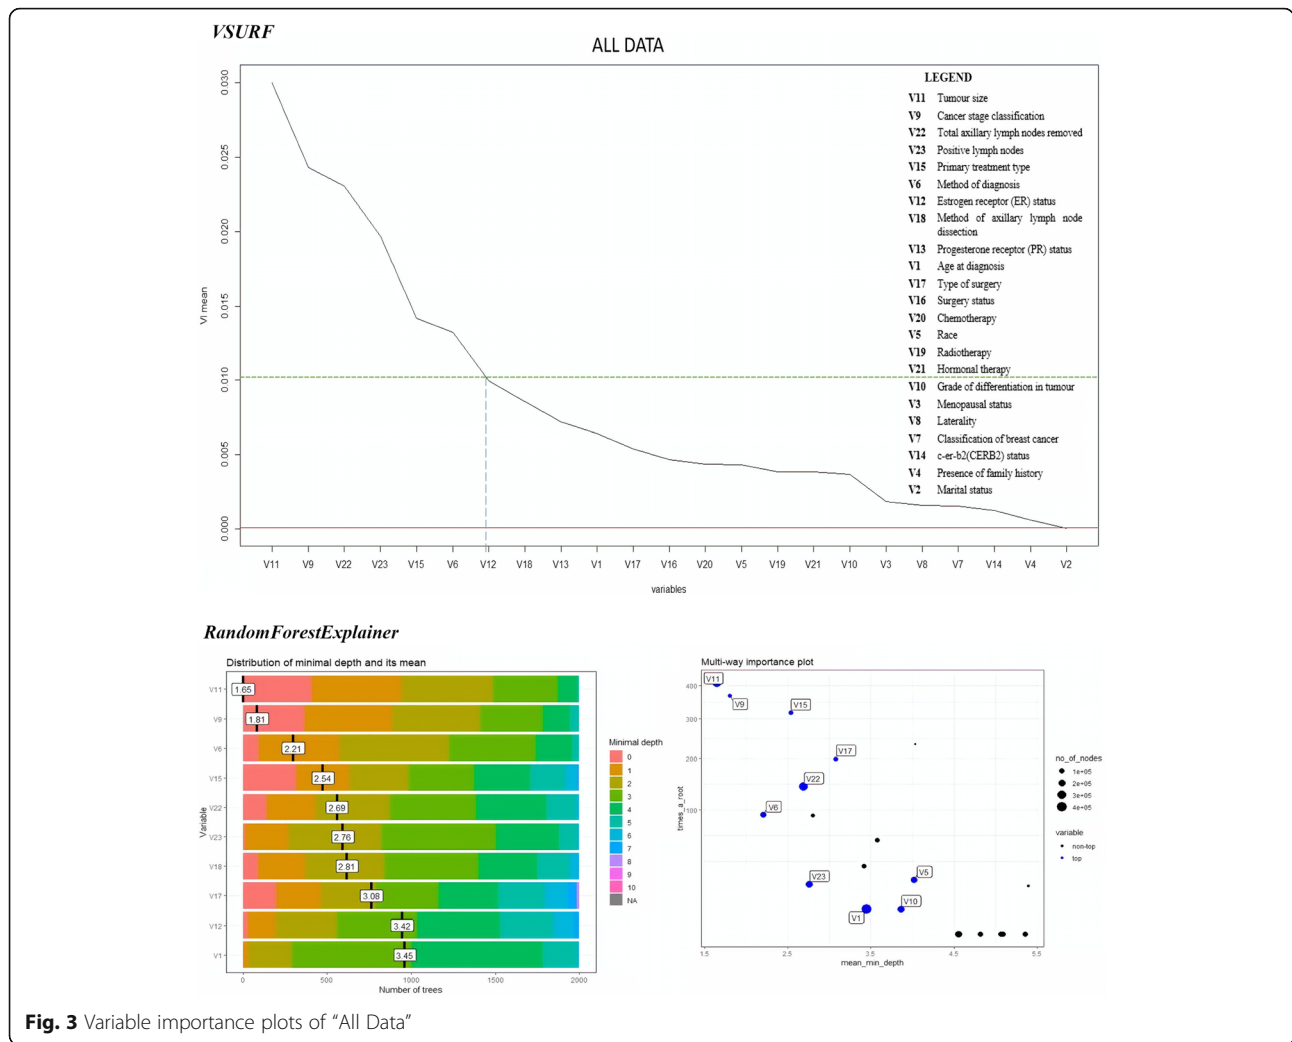 VSURF
ALL DATA
VI mean
0.030
0.025
0.020
0.015
0.010
0.005
0.000
V11 V9 V22 V23 V15 V6 V12 V18 V13 V1 V17 V16 V20 V5 V19 V21 V10 V3 V8 V7 V14 V4 V2
variables
LEGEND
V11 Tumour size
V9 Cancer stage classification
V22 Total axillary lymph nodes removed
V23 Positive lymph nodes
V15 Primary treatment type
V6 Method of diagnosis
V12 Estrogen receptor (ER) status
V18 Method of axillary lymph node
dissection
V13 Progesterone receptor (PR) status
V1 Age at diagnosis
V17 Type of surgery
V16 Surgery status
V20 Chemotherapy
V5 Race
V19 Radiotherapy
V21 Hormonal therapy
V10 Grade of differentiation in tumour
V3 Menopausal status
V8 Laterality
V7 Classification of breast cancer
V14 c-er-b2(CERB2) status
V4 Presence of family history
V2 Marital status
RandomForestExplainer
Distribution of minimal depth and its mean
Variable
V11 1.65
V9 1.81
V6 2.21
V15 2.54
V22 2.69
V23 2.76
V18 2.81
V17 3.08
V12 3.42
V1 3.45
0 500 1000 1500 2000
Number of trees
Minimal depth
0
1
2
3
4
5
6
7
8
9
10
NA
Multi-way importance plot
times_a_root
400
300
200
100
V11
V9
V15
V17
V22
V6
V23
V5
V1
V10
1.5 2.5 3.5 4.5 5.5
mean_min_depth
no_of_nodes
1e+05
2e+05
3e+05
4e+05
variable
non-top
top
Fig. 3 Variable importance plots of "All Data"